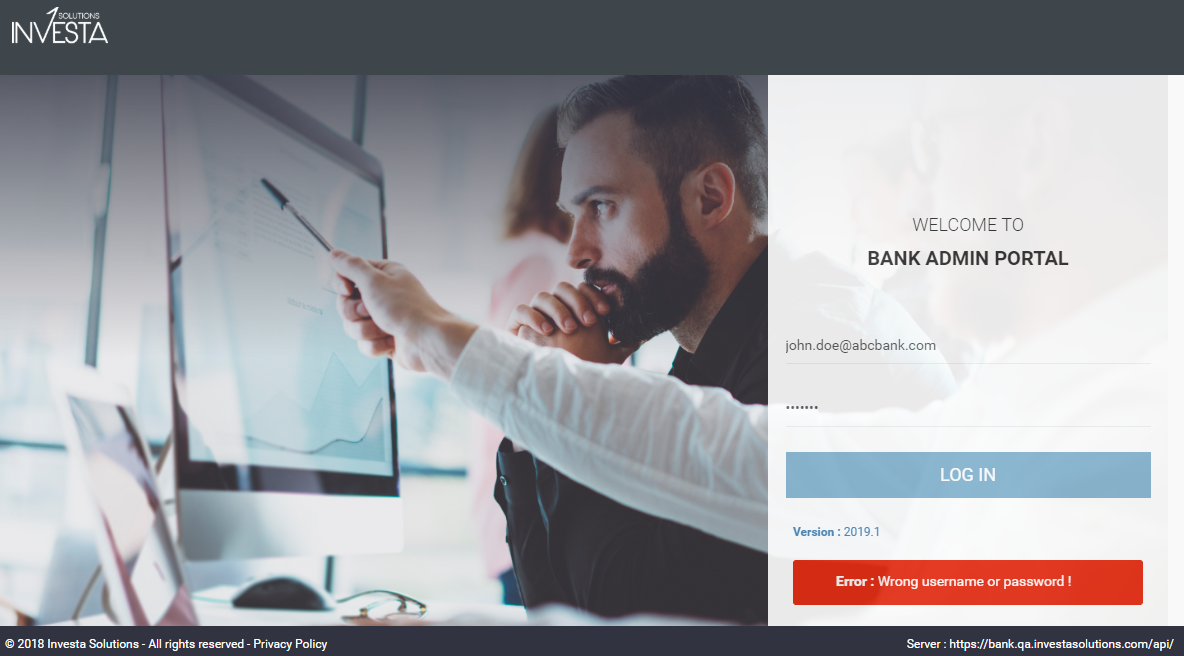 SOLUTIONS
INVESTA
WELCOME TO
BANK ADMIN PORTAL
john.doe@abcbank.com
•••••••
LOG IN
Version : 2019.1
Error : Wrong username or password !
© 2018 Investa Solutions - All rights reserved - Privacy Policy
Server : https://bank.qa.investasolutions.com/api/